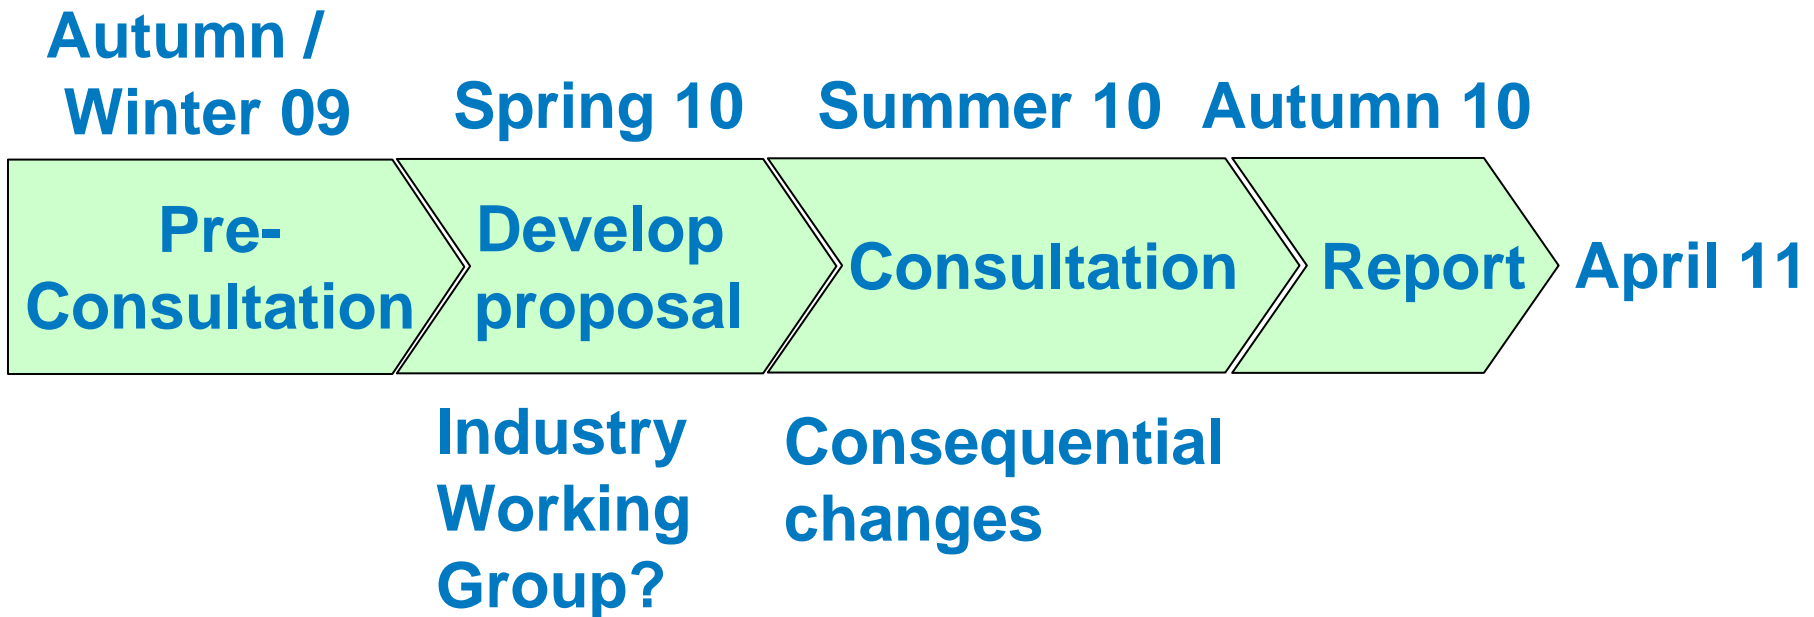 Autumn /
Winter 09
Spring 10
Summer 10
Autumn 10
Pre-
Consultation
Develop
proposal
Consultation
Report
April 11
Industry
Working
Group?
Consequential
changes